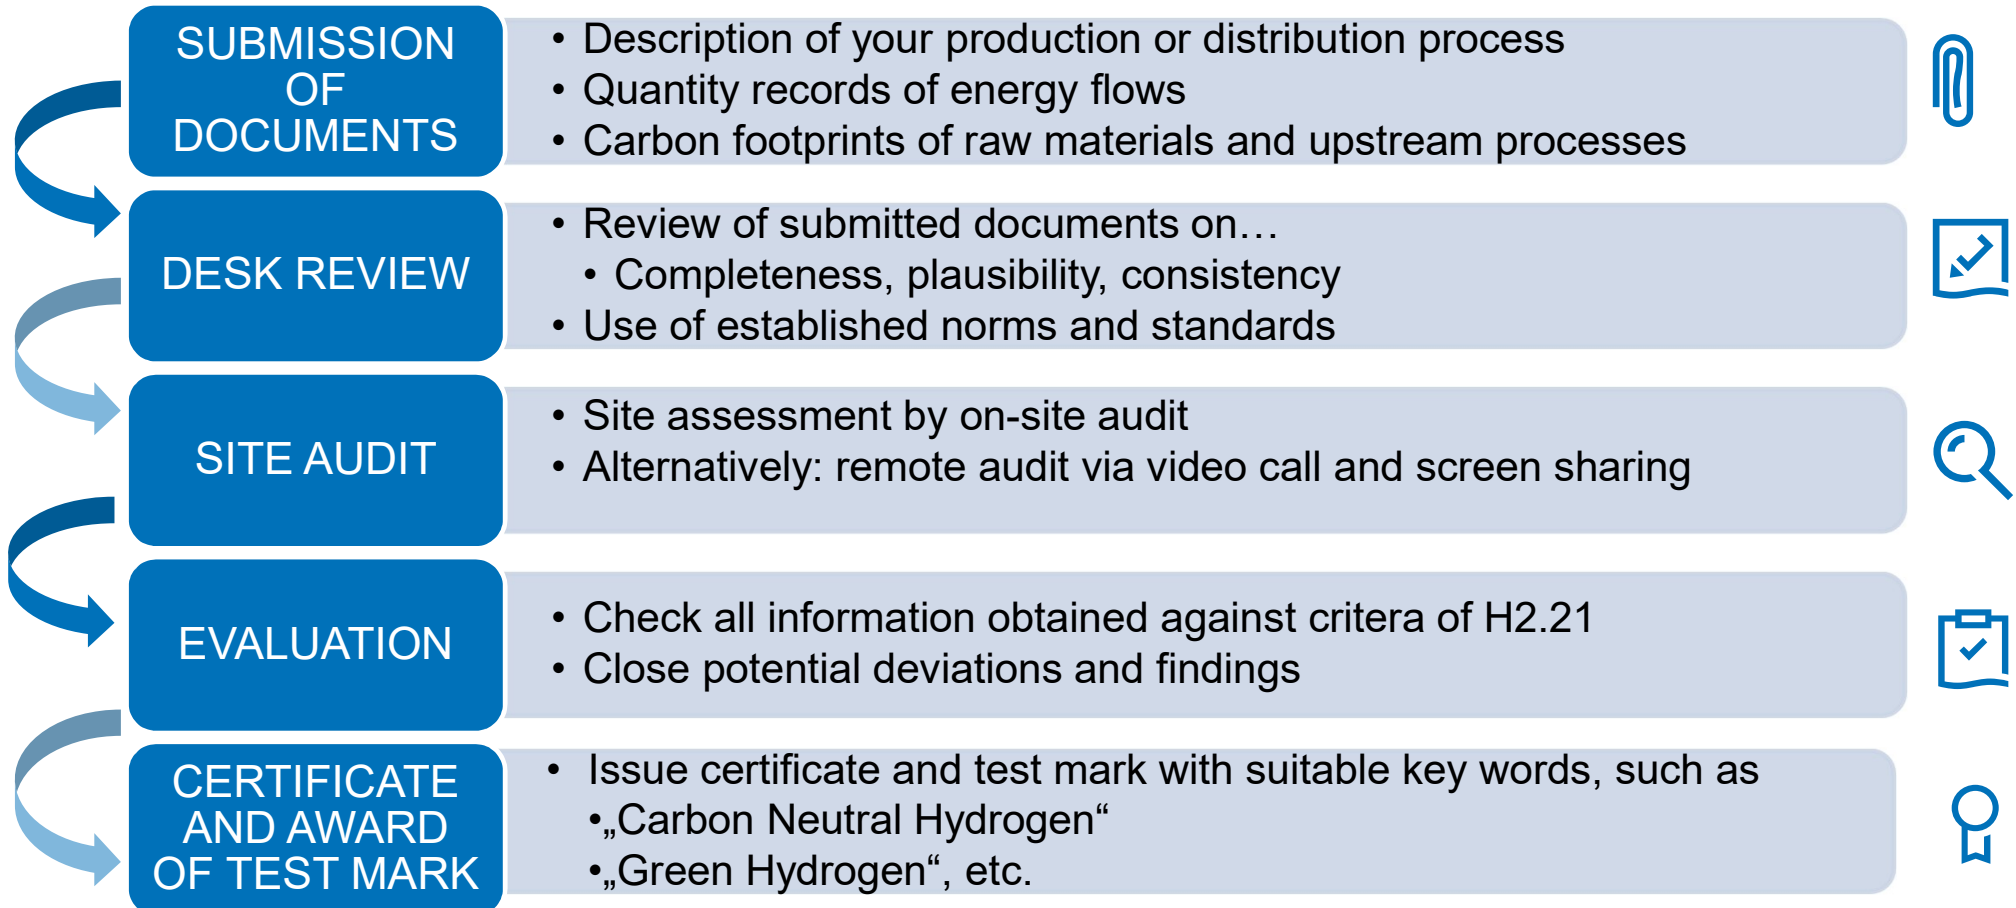 SUBMISSION
OF
DOCUMENTS
• Description of your production or distribution process
• Quantity records of energy flows
• Carbon footprints of raw materials and upstream processes
DESK REVIEW
• Review of submitted documents on…
• Completeness, plausibility, consistency
• Use of established norms and standards
SITE AUDIT
• Site assessment by on-site audit
• Alternatively: remote audit via video call and screen sharing
EVALUATION
• Check all information obtained against critera of H2.21
• Close potential deviations and findings
CERTIFICATE
AND AWARD
OF TEST MARK
• Issue certificate and test mark with suitable key words, such as
•„Carbon Neutral Hydrogen“
•„Green Hydrogen“, etc.